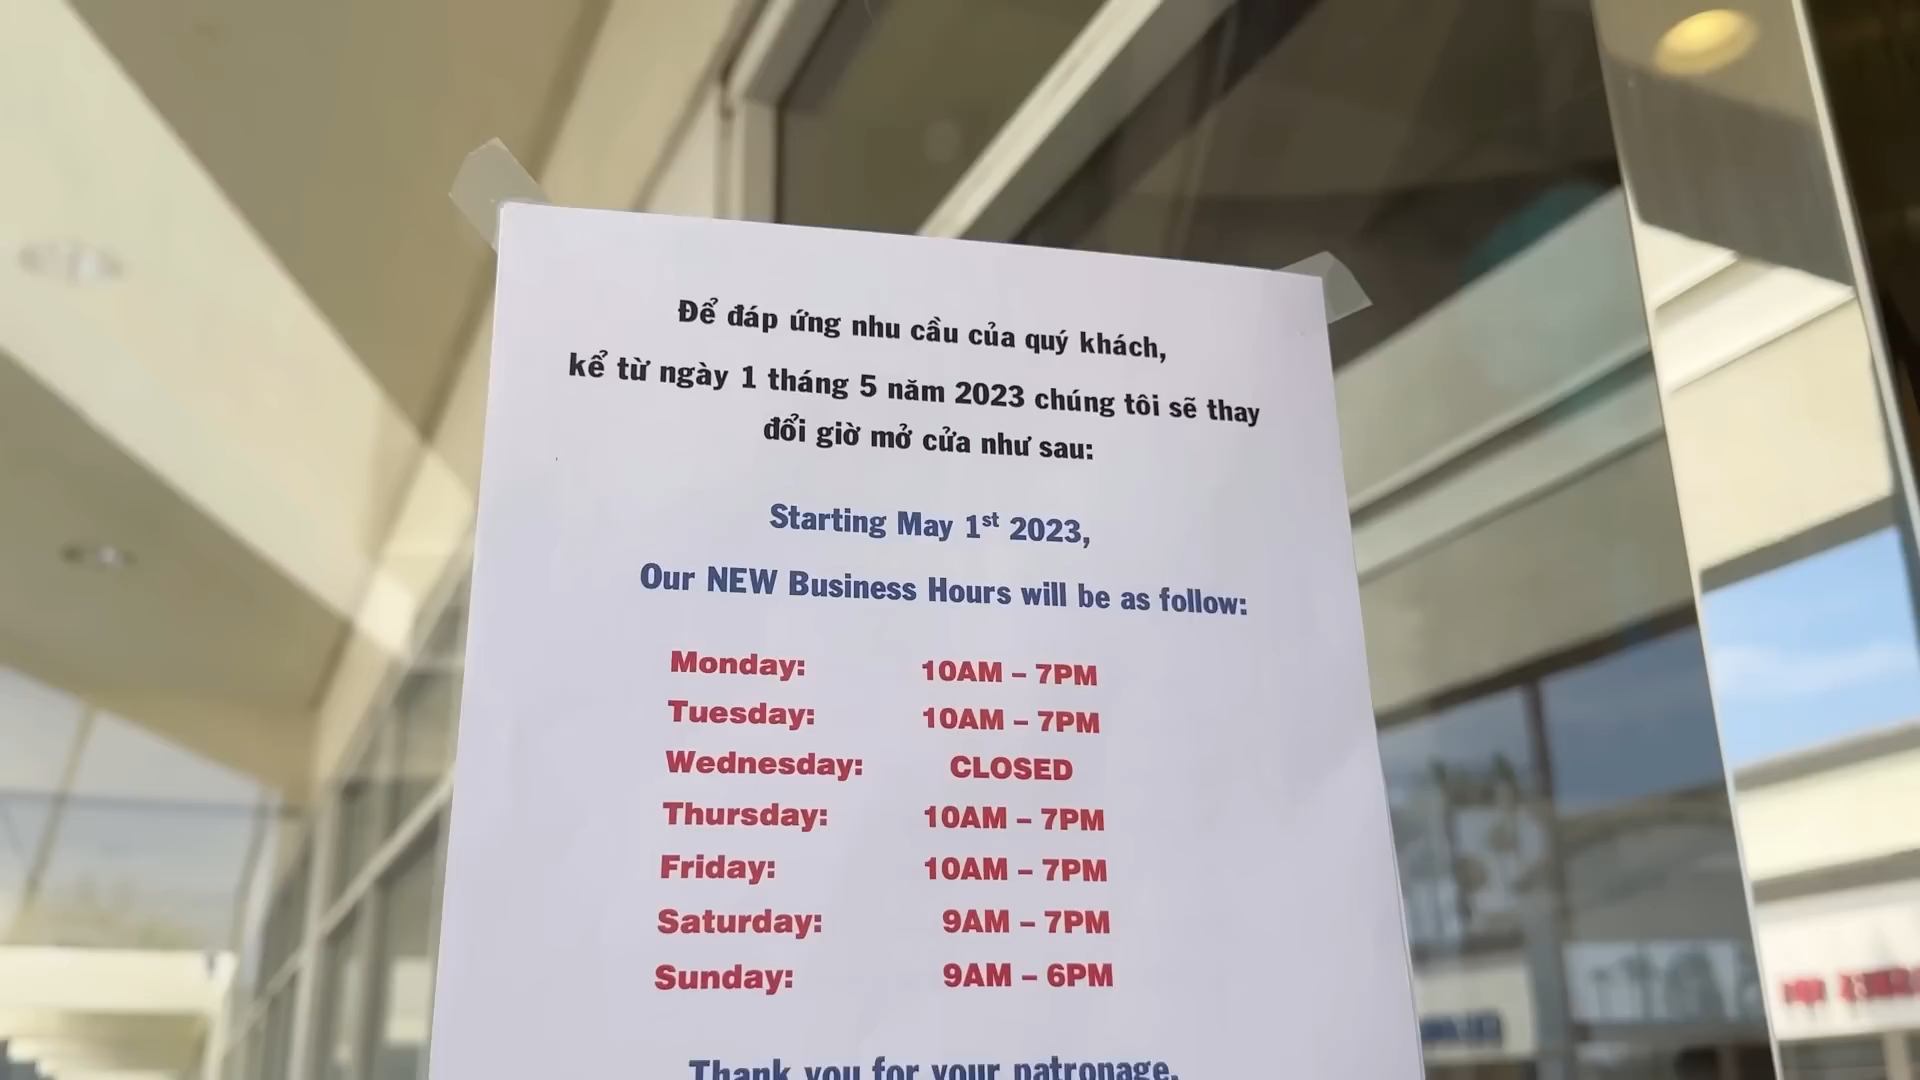 Để đáp ứng nhu cầu của quý khách,
kể từ ngày 1 tháng 5 năm 2023 chúng tôi sẽ thay
đổi giờ mở cửa như sau:
Starting May 1st 2023,
Our NEW Business Hours will be as follow:
Monday: 10AM – 7PM
Tuesday: 10AM – 7PM
Wednesday: CLOSED
Thursday: 10AM – 7PM
Friday: 10AM – 7PM
Saturday: 9AM – 7PM
Sunday: 9AM – 6PM
Thank you for your patronage.